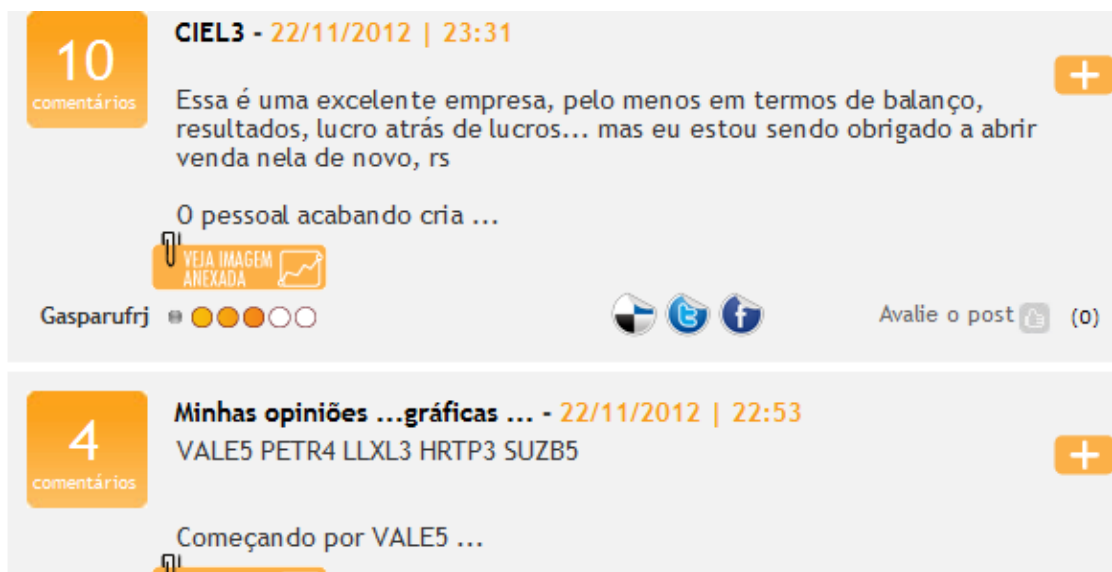 10
comentários
CIEL3 - 22/11/2012 | 23:31
Essa é uma excelente empresa, pelo menos em termos de balanço,
resultados, lucro atrás de lucros... mas eu estou sendo obrigado a abrir
venda nela de novo, rs
O pessoal acabando cria ...
VEJA IMAGEM
ANEXADA
Gasparufrj
Avalie o post (0)
4
comentários
Minhas opiniões ...gráficas ... - 22/11/2012 | 22:53
VALE5 PETR4 LLXL3 HRTP3 SUZB5
Começando por VALE5 ...